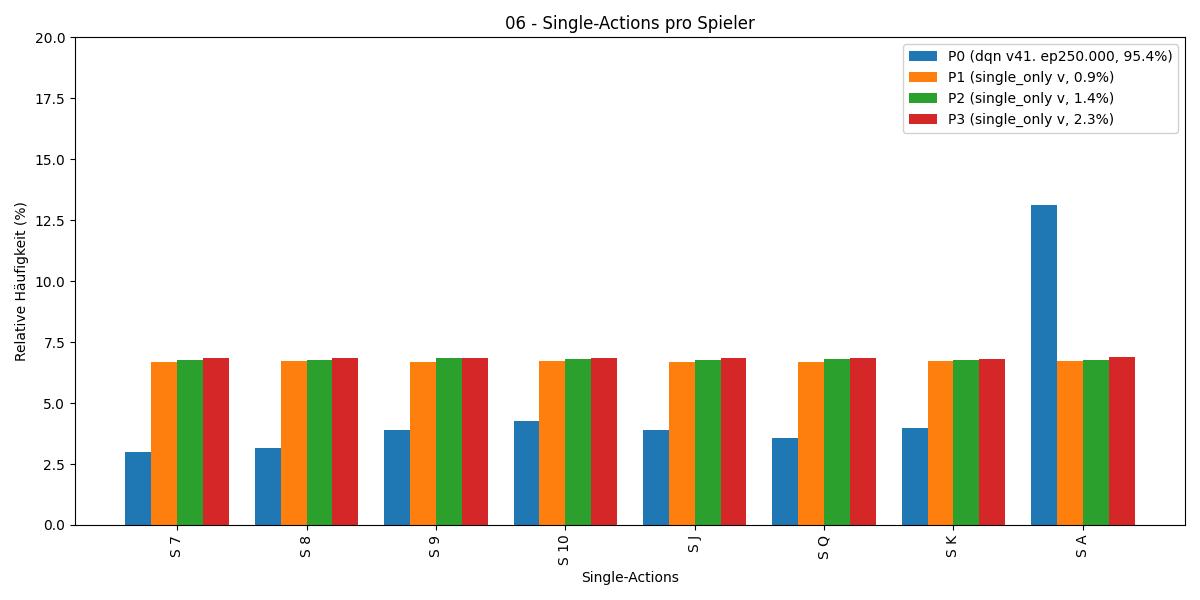 06 - Single-Actions pro Spieler
P0 (dqn v41. ep250.000, 95.4%)
P1 (single_only v, 0.9%)
P2 (single_only v, 1.4%)
P3 (single_only v, 2.3%)
Relative Häufigkeit (%)
20.0
17.5
15.0
12.5
10.0
7.5
5.0
2.5
0.0
S 7
S 8
S 9
S 10
S J
S Q
S K
S A
Single-Actions